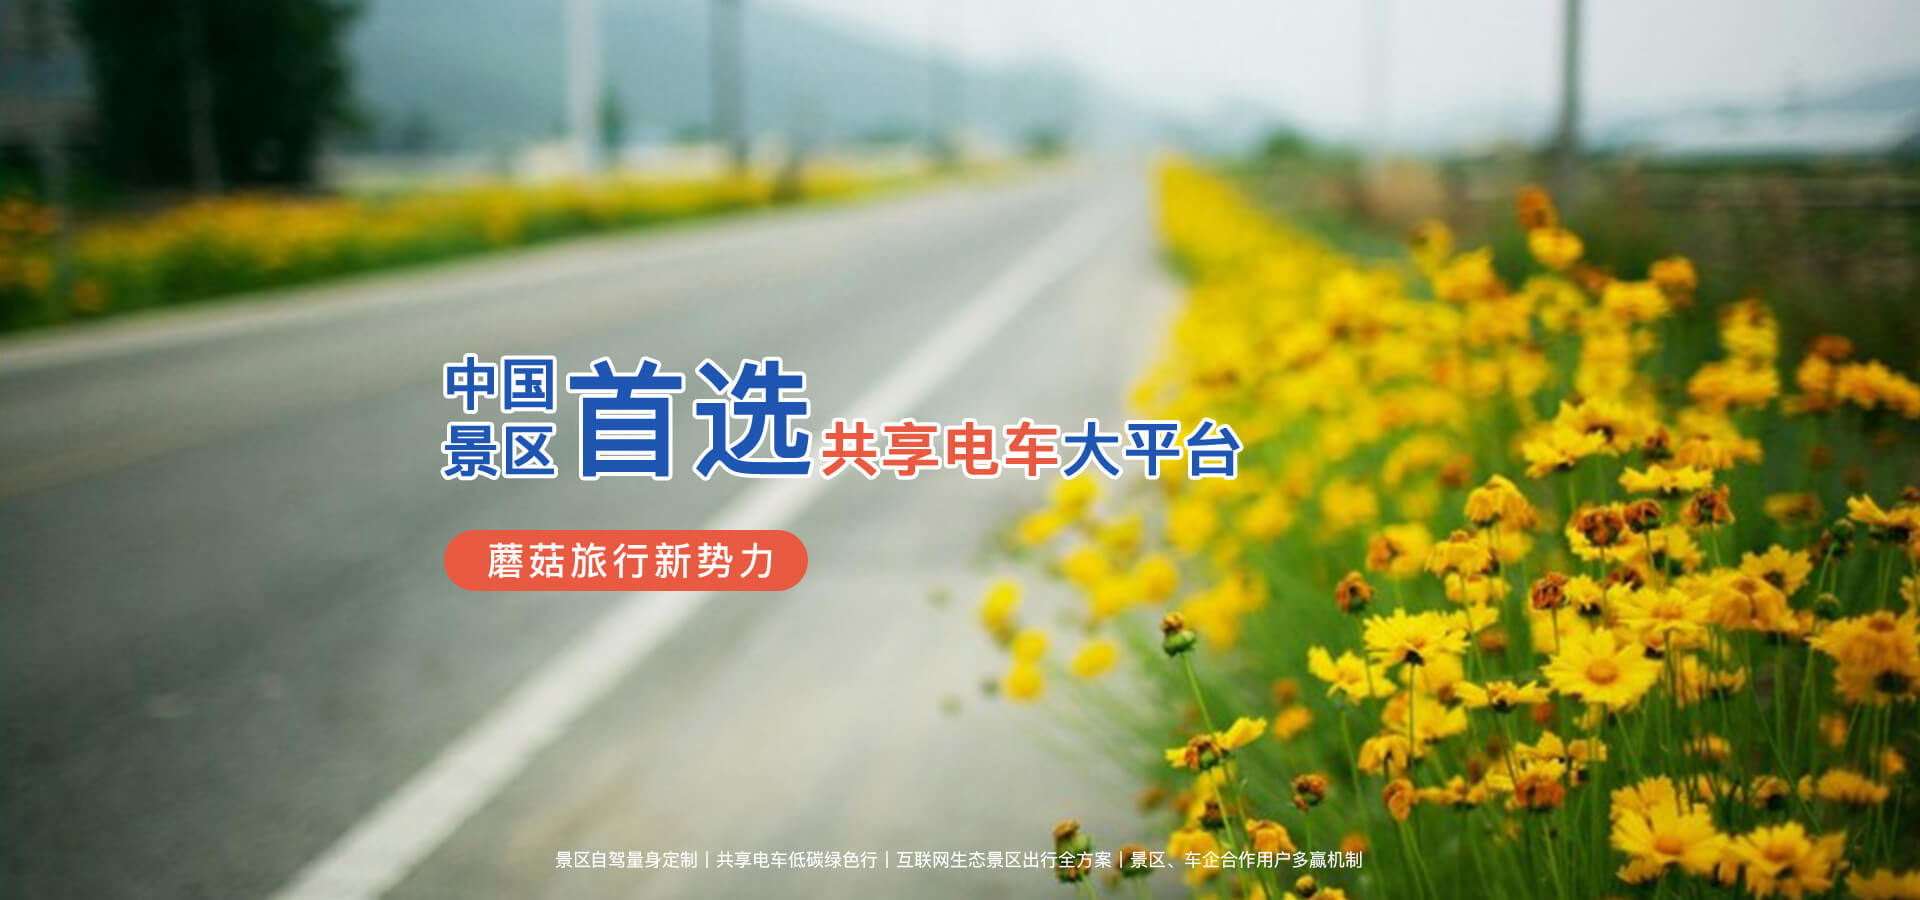 中国景区首选共享电车大平台
蘑菇旅行新势力
景区自驾量身定制丨共享电车低碳绿色行丨互联网生态景区出行全方案丨景区、车企合作用户多赢机制